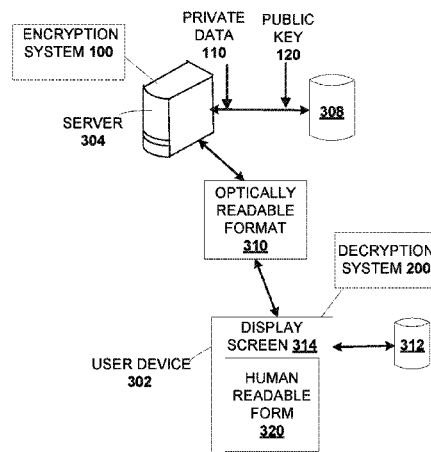 PRIVATE
DATA
110
PUBLIC
KEY
120
ENCRYPTION
SYSTEM 100
SERVER
304
308
OPTICALLY
READABLE
FORMAT
310
DECRYPTION
SYSTEM 200
DISPLAY
SCREEN 314
312
USER DEVICE
302
HUMAN
READABLE
FORM
320